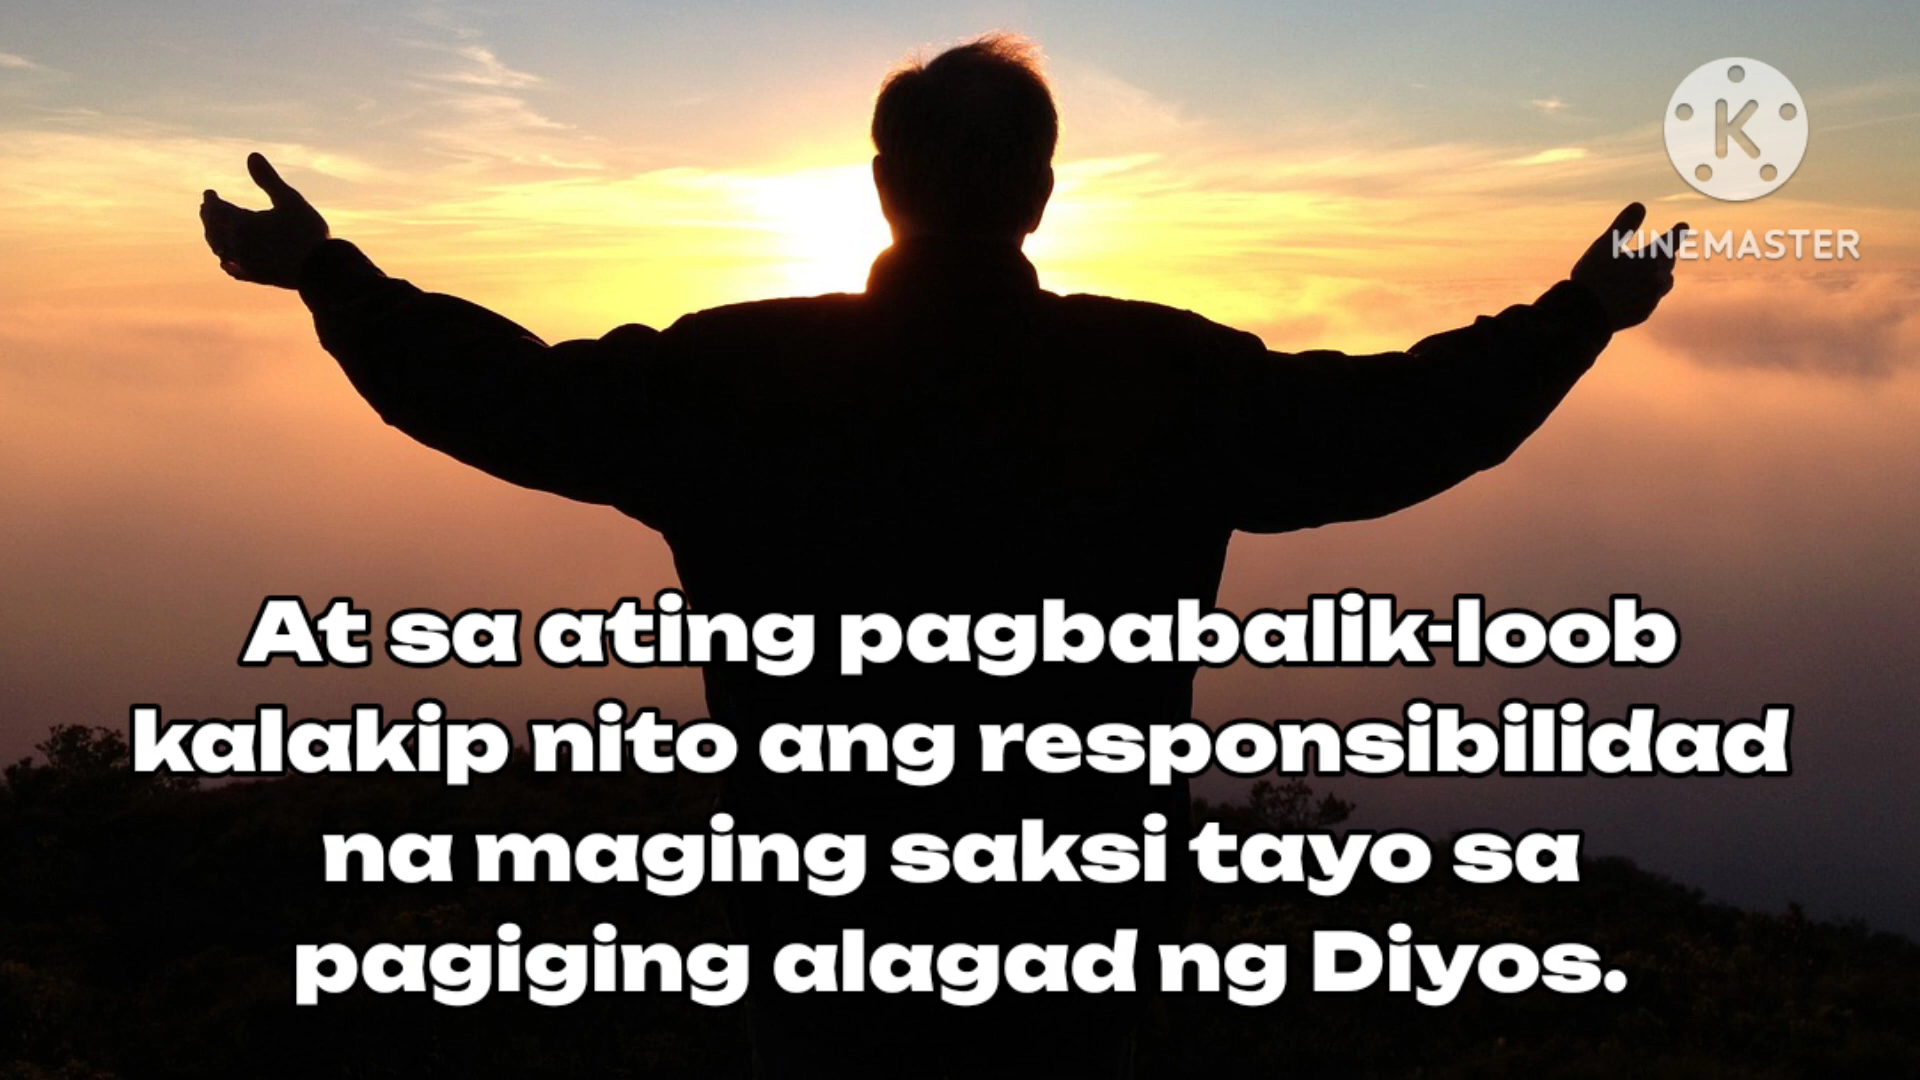 K
KINEMASTER
At sa ating pagbabalik-loob
kalakip nito ang responsibilidad
na maging saksi tayo sa
pagiging alagad ng Diyos.